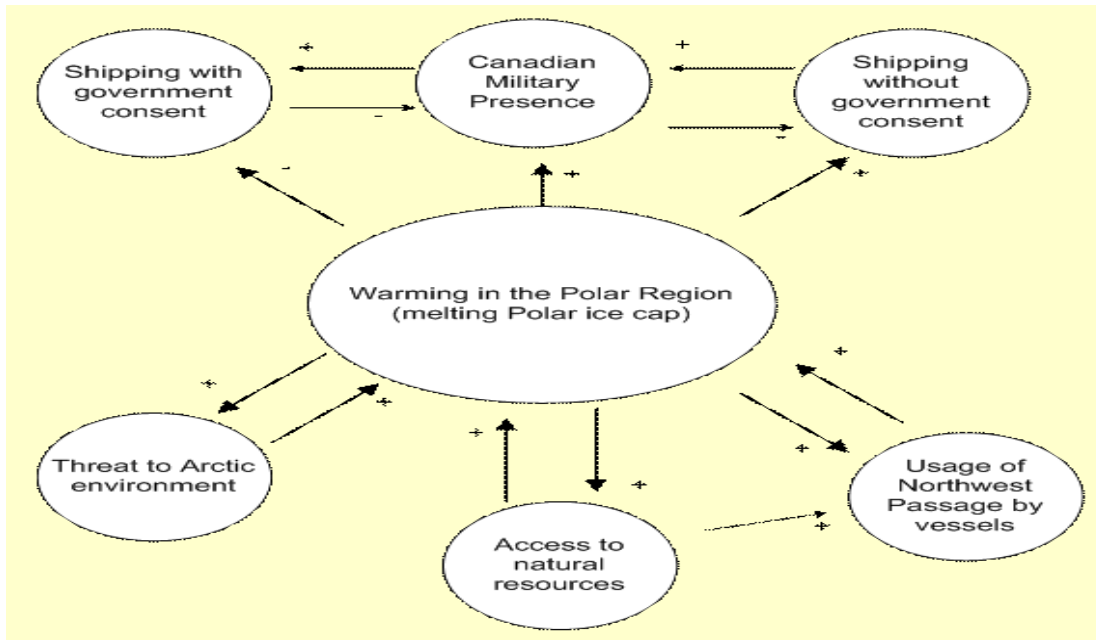 Shipping with
government
consent
+
-
Canadian
Military
Presence
+
-
Shipping
without
government
consent
-
+
+
Warming in the Polar Region
(melting Polar ice cap)
+
+
Threat to Arctic
environment
+
+
Access to
natural
resources
+
+
+
Usage of
Northwest
Passage by
vessels